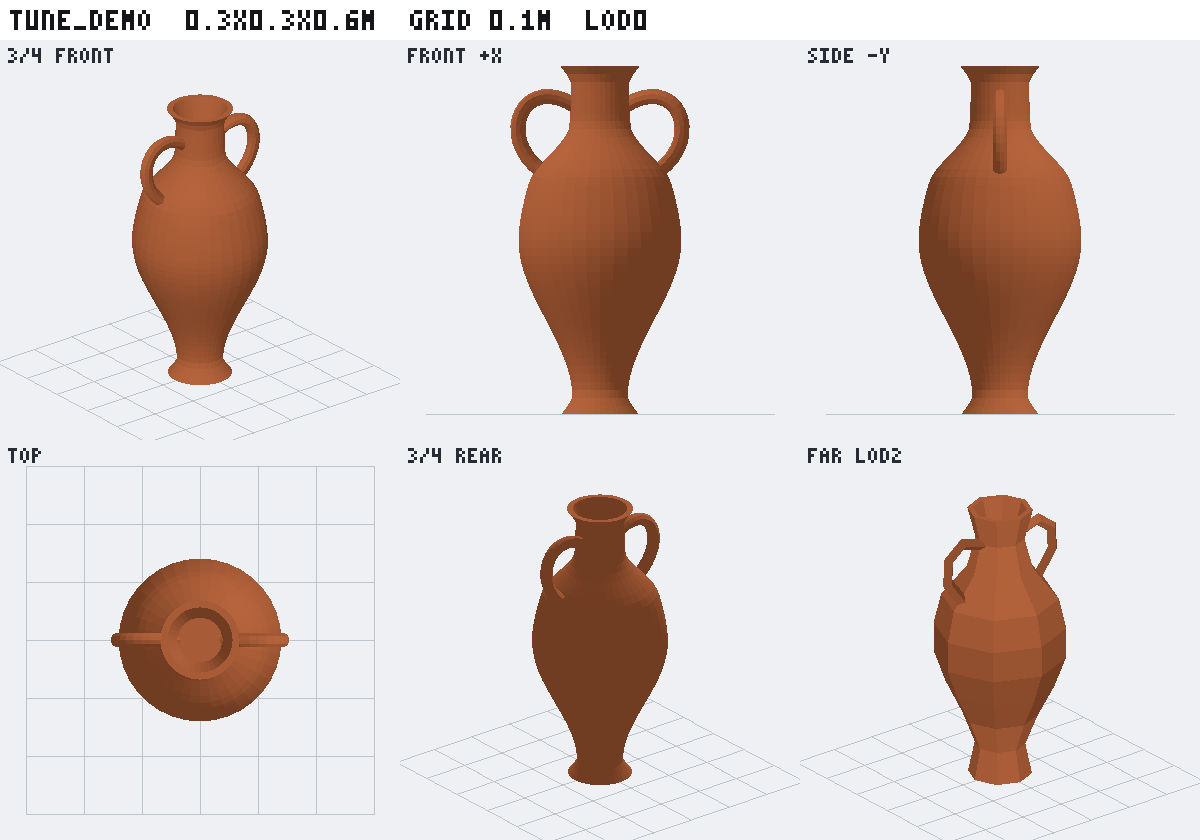 TUNE_DEMO 0.3X0.3X0.6M GRID 0.1M LOD0
3/4 FRONT
FRONT +X
SIDE -Y
TOP
3/4 REAR
FAR LOD2